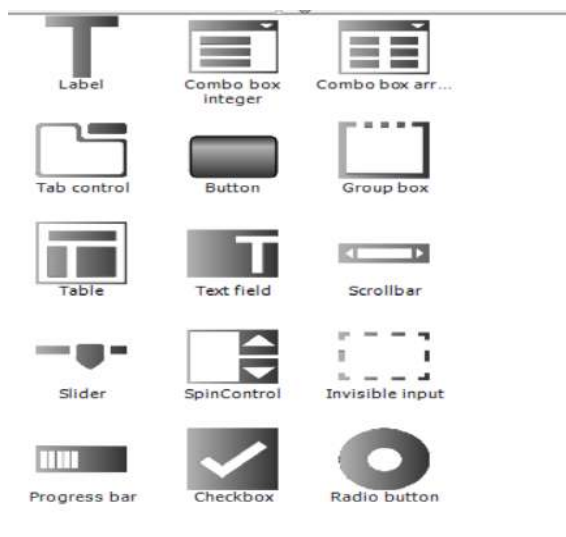 Label
Combo box integer
Combo box arr...
Tab control
Button
Group box
Table
Text field
Scrollbar
Slider
SpinControl
Invisible input
Progress bar
Checkbox
Radio button